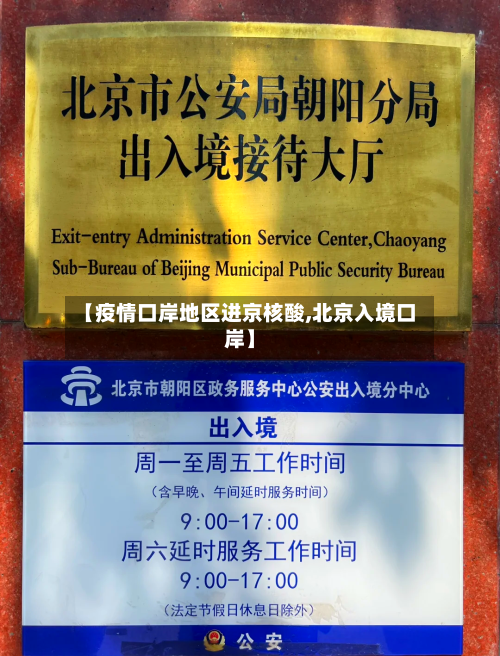 北京市公安局朝阳分局
出入境接待大厅
Exit-entry Administration Service Center,Chaoyang
Sub-Bureau of Beijing Municipal Public Security Bureau
【疫情口岸地区进京核酸,北京入境口
岸】
北京市朝阳区政务服务中心公安出入境分中心
出入境
周一至周五工作时间
（含早晚、午间延时服务时间）
9:00-17:00
周六延时服务工作时间
9:00-17:00
（法定节假日休息日除外）
公安